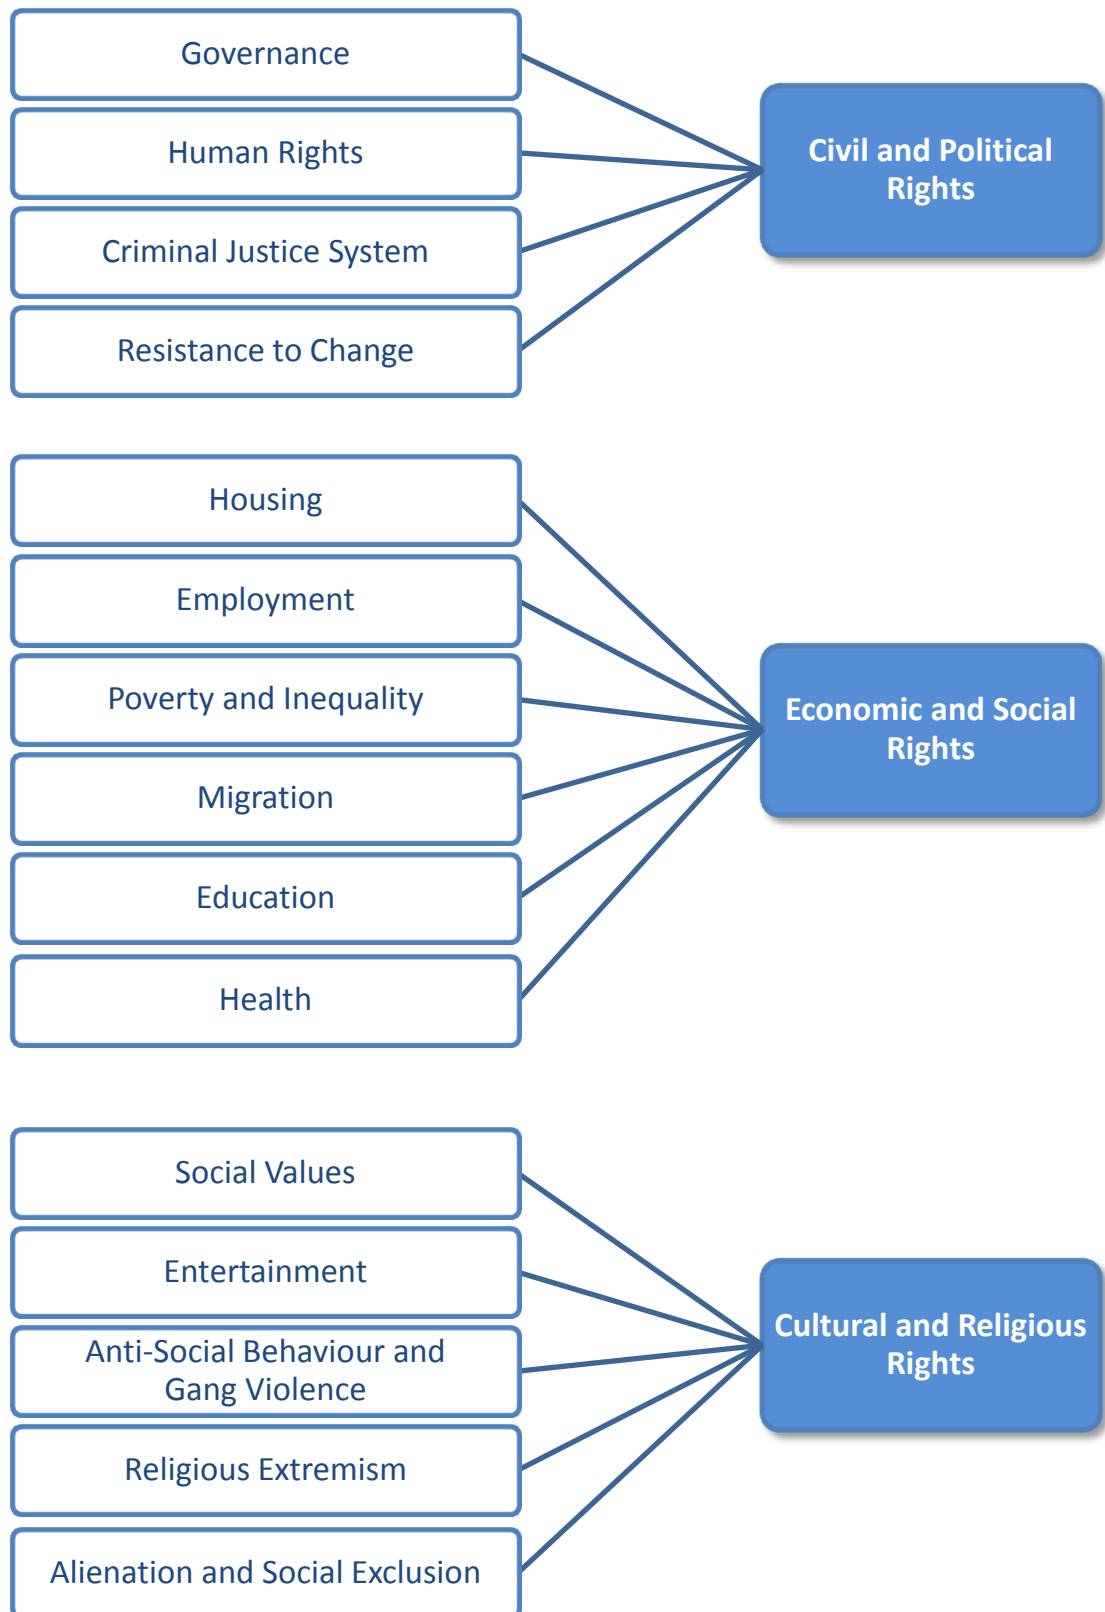 Governance
Human Rights
Criminal Justice System
Resistance to Change
Civil and Political
Rights
Housing
Employment
Poverty and Inequality
Migration
Education
Health
Economic and Social
Rights
Social Values
Entertainment
Anti-Social Behaviour and
Gang Violence
Religious Extremism
Alienation and Social Exclusion
Cultural and Religious
Rights